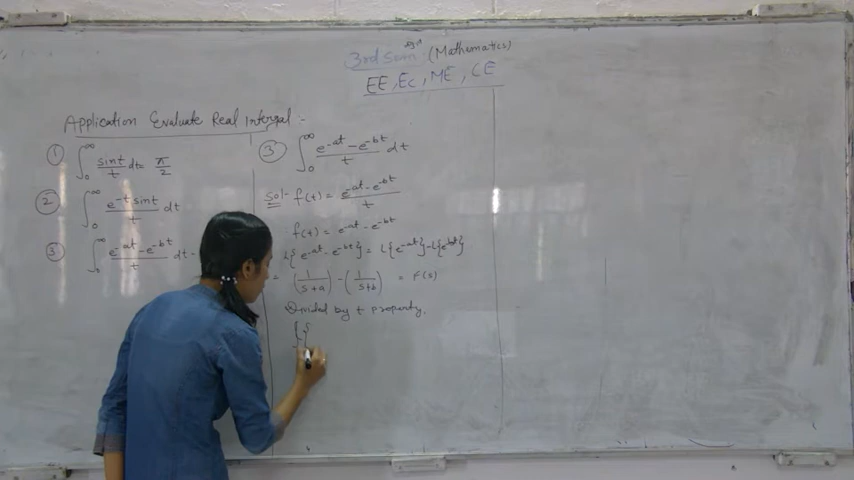 3rd Sem (Mathematics)
EE, EC, ME, CE
Application Evaluate Real Integral :-
① ∫₀^∞ sint/t dt = π/2
② ∫₀^∞ e^-t sint/t dt
③ ∫₀^∞ e^-at - e^-bt/t dt -
③ ∫₀^∞ e^-at - e^-bt/t dt
Sol- f(t) = e^-at - e^-bt/t
f(t) = e^-at - e^-bt
L{e^-at - e^-bt} = L{e^-at} - L{e^-bt}
= (1/s+a) - (1/s+b) = F(s)
Divided by t property.
L{